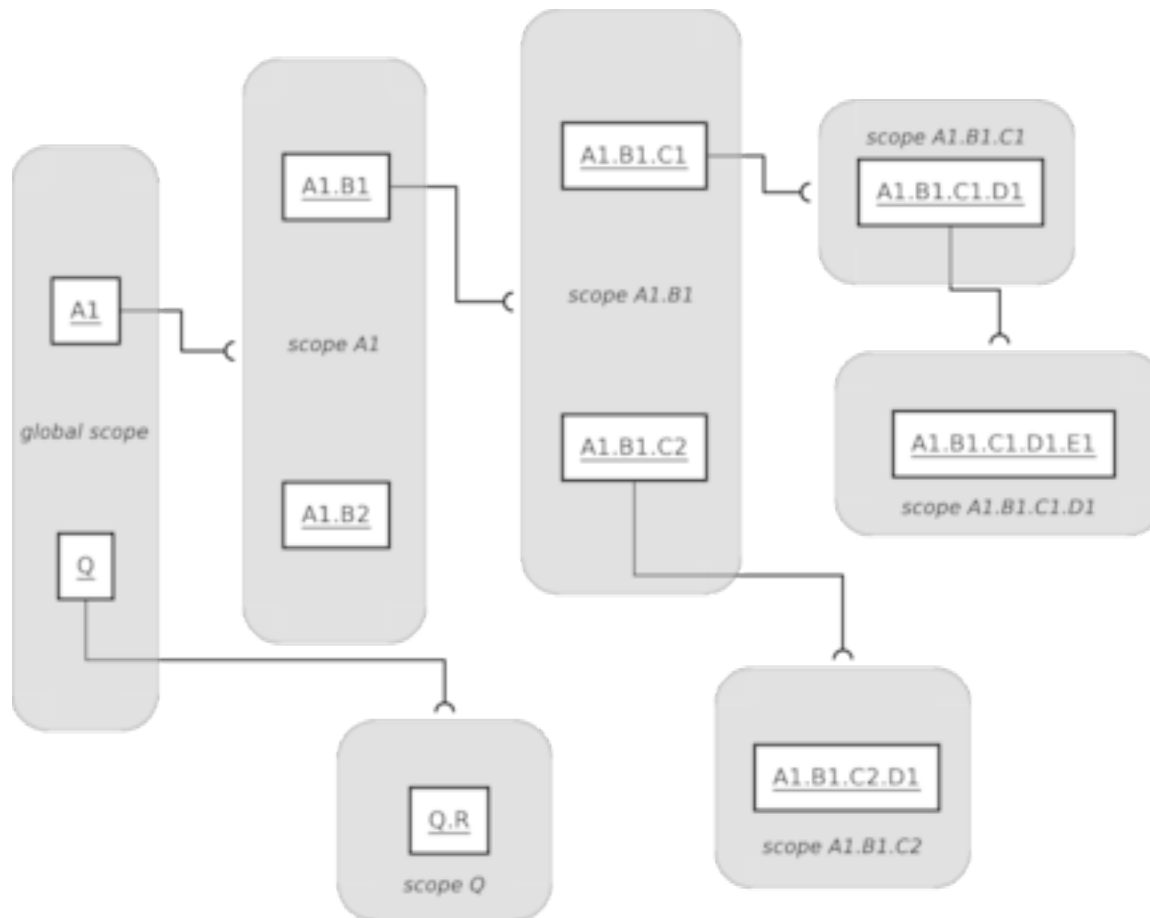 A1
global scope
Q
A1.B1
scope A1
A1.B2
A1.B1.C1
scope A1.B1
A1.B1.C2
scope A1.B1.C1
A1.B1.C1.D1
A1.B1.C1.D1.E1
scope A1.B1.C1.D1
Q.R
scope Q
A1.B1.C2.D1
scope A1.B1.C2